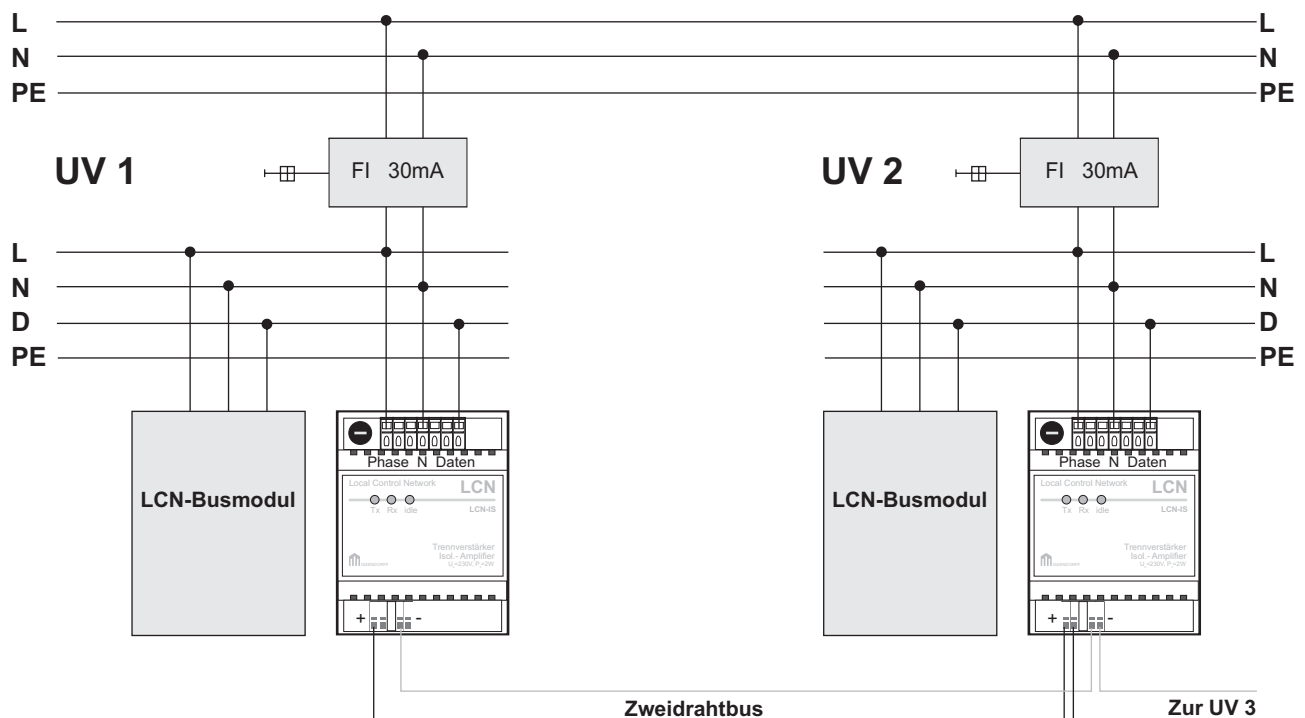 L L
N N
PE PE
UV 1 FI 30mA UV 2 FI 30mA
L L
N N
D D
PE PE
Phase N Daten Phase N Daten
Local Control Network LCN Local Control Network LCN
LCN-Busmodul LCN-Busmodul
Tx Rx idle LCN-IS Tx Rx idle LCN-IS
Trennverstärker Trennverstärker
Isol.- Amplifier Isol.- Amplifier
+ - + -
Zweidrahtbus Zur UV 3